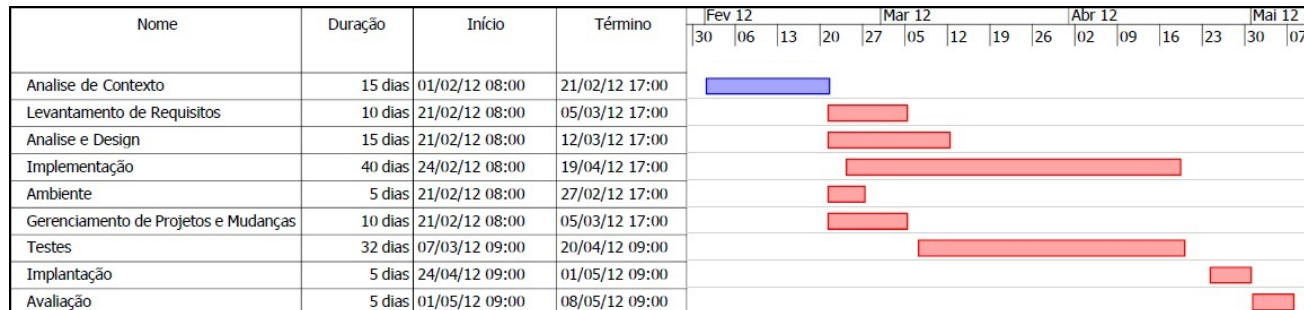 Nome Duração Início Término Fev 12 Mar 12 Abr 12 Mai 12
30 06 13 20 27 05 12 19 26 02 09 16 23 30 07
Analise de Contexto 15 dias 01/02/12 08:00 21/02/12 17:00
Levantamento de Requisitos 10 dias 21/02/12 08:00 05/03/12 17:00
Analise e Design 15 dias 21/02/12 08:00 12/03/12 17:00
Implementação 40 dias 24/02/12 08:00 19/04/12 17:00
Ambiente 5 dias 21/02/12 08:00 27/02/12 17:00
Gerenciamento de Projetos e Mudanças 10 dias 21/02/12 08:00 05/03/12 17:00
Testes 32 dias 07/03/12 09:00 20/04/12 09:00
Implantação 5 dias 24/04/12 09:00 01/05/12 09:00
Avaliação 5 dias 01/05/12 09:00 08/05/12 09:00